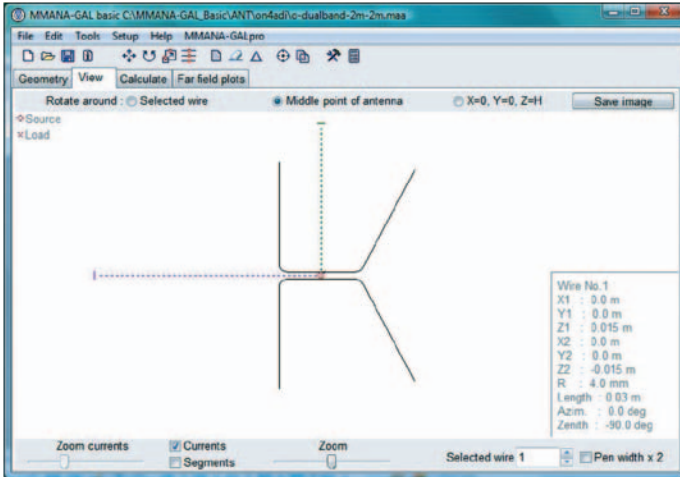 MMANA-GAL basic C:\MMANA-GAL_Basic\ANT\on4adi\c-dualband-2m-2m.maa
File Edit Tools Setup Help MMANA-GALpro
Geometry View Calculate Far field plots
Rotate around : Selected wire Middle point of antenna X=0, Y=0, Z=H Save image
Source
Load
Wire No.1
X1 : 0.0 m
Y1 : 0.0 m
Z1 : 0.015 m
X2 : 0.0 m
Y2 : 0.0 m
Z2 : -0.015 m
R : 4.0 mm
Length : 0.03 m
Azim. : 0.0 deg
Zenith : -90.0 deg
Zoom currents Currents Zoom
Segments Selected wire 1 Pen width x 2